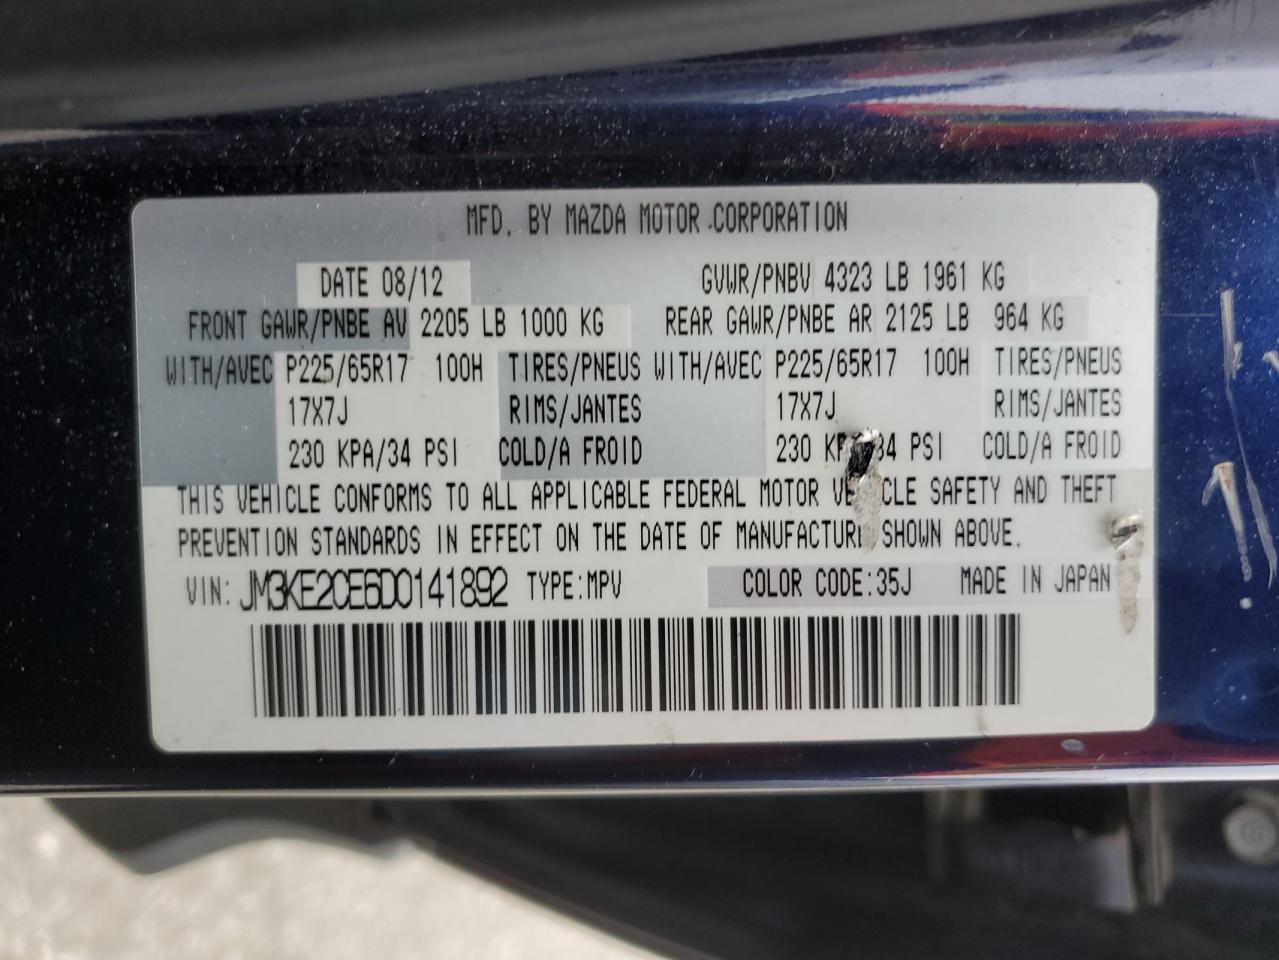 MFD. BY MAZDA MOTOR CORPORATION
DATE 08/12 GVWR/PNBV 4323 LB 1961 KG
FRONT GAWR/PNBE AV 2205 LB 1000 KG REAR GAWR/PNBE AR 2125 LB 964 KG
WITH/AVEC P225/65R17 100H TIRES/PNEUS WITH/AVEC P225/65R17 100H TIRES/PNEUS
17X7J RIMS/JANTES 17X7J RIMS/JANTES
230 KPA/34 PSI COLD/A FROID 230 KPA/34 PSI COLD/A FROID
THIS VEHICLE CONFORMS TO ALL APPLICABLE FEDERAL MOTOR VEHICLE SAFETY AND THEFT
PREVENTION STANDARDS IN EFFECT ON THE DATE OF MANUFACTURE SHOWN ABOVE.
VIN: JM3KE2CE6D0141892 TYPE:MPV COLOR CODE:35J MADE IN JAPAN